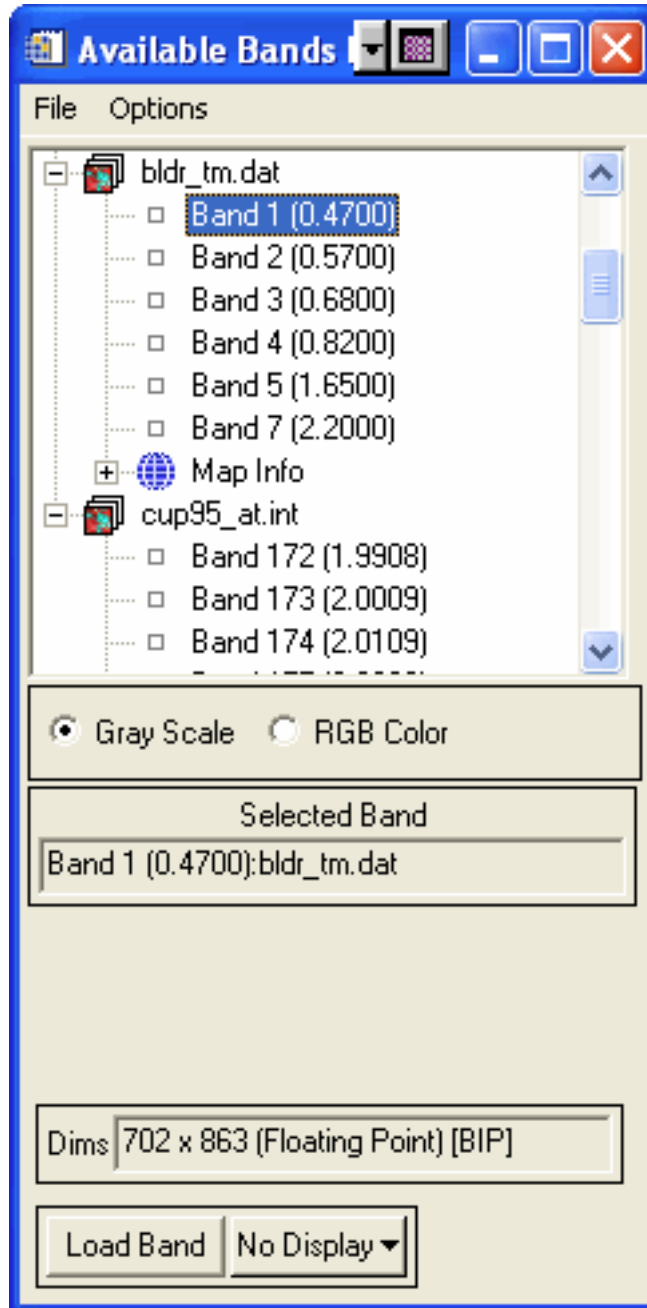 Available Bands
File Options
bldr_tm.dat
Band 1 (0.4700)
Band 2 (0.5700)
Band 3 (0.6800)
Band 4 (0.8200)
Band 5 (1.6500)
Band 7 (2.2000)
Map Info
cup95_at.int
Band 172 (1.9908)
Band 173 (2.0009)
Band 174 (2.0109)
Gray Scale RGB Color
Selected Band
Band 1 (0.4700):bldr_tm.dat
Dims 702 x 863 (Floating Point) [BIP]
Load Band No Display